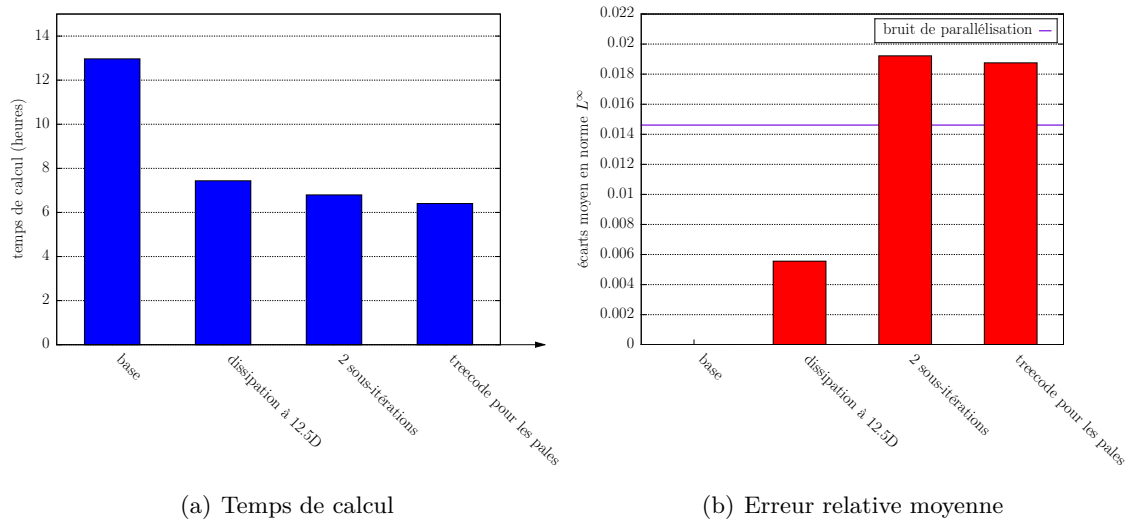 14
12
10
8
6
4
2
0
temps de calcul (heures)
base
dissipation à 12.5D
2 sous-itérations
treecode pour les pales
(a) Temps de calcul
0.022
0.02
0.018
0.016
0.014
0.012
0.01
0.008
0.006
0.004
0.002
0
écarts moyen en norme L∞
bruit de parallélisation
base
dissipation à 12.5D
2 sous-itérations
treecode pour les pales
(b) Erreur relative moyenne